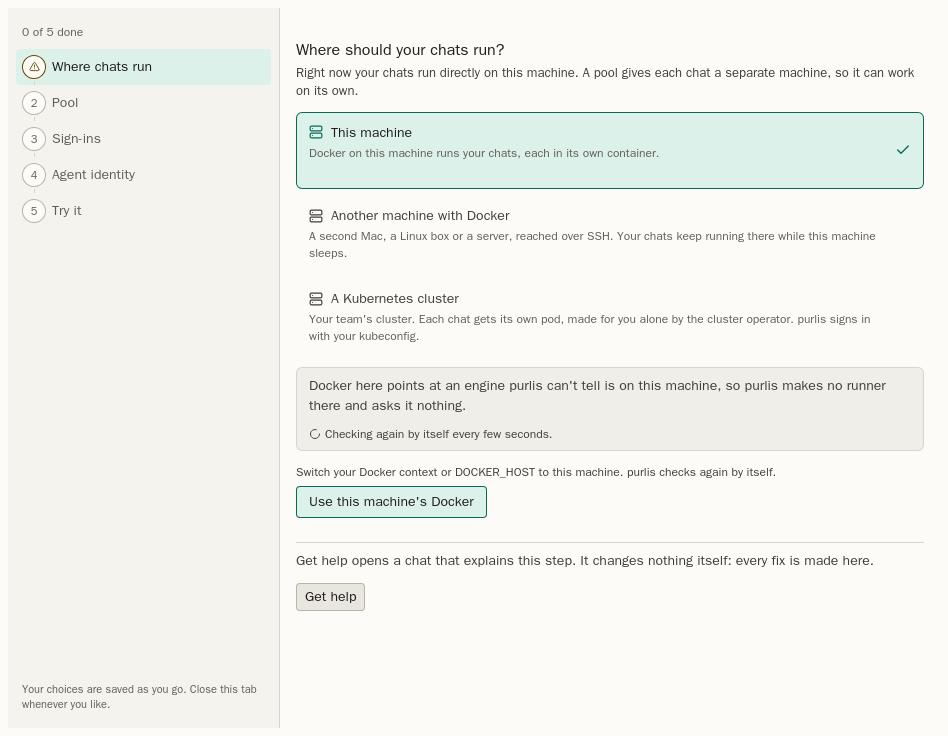 0 of 5 done
Where chats run
2 Pool
3 Sign-ins
4 Agent identity
5 Try it
Your choices are saved as you go. Close this tab
whenever you like.
Where should your chats run?
Right now your chats run directly on this machine. A pool gives each chat a separate machine, so it can work
on its own.
This machine
Docker on this machine runs your chats, each in its own container.
Another machine with Docker
A second Mac, a Linux box or a server, reached over SSH. Your chats keep running there while this machine
sleeps.
A Kubernetes cluster
Your team's cluster. Each chat gets its own pod, made for you alone by the cluster operator. purlis signs in
with your kubeconfig.
Docker here points at an engine purlis can't tell is on this machine, so purlis makes no runner
there and asks it nothing.
Checking again by itself every few seconds.
Switch your Docker context or DOCKER_HOST to this machine. purlis checks again by itself.
Use this machine's Docker
Get help opens a chat that explains this step. It changes nothing itself: every fix is made here.
Get help